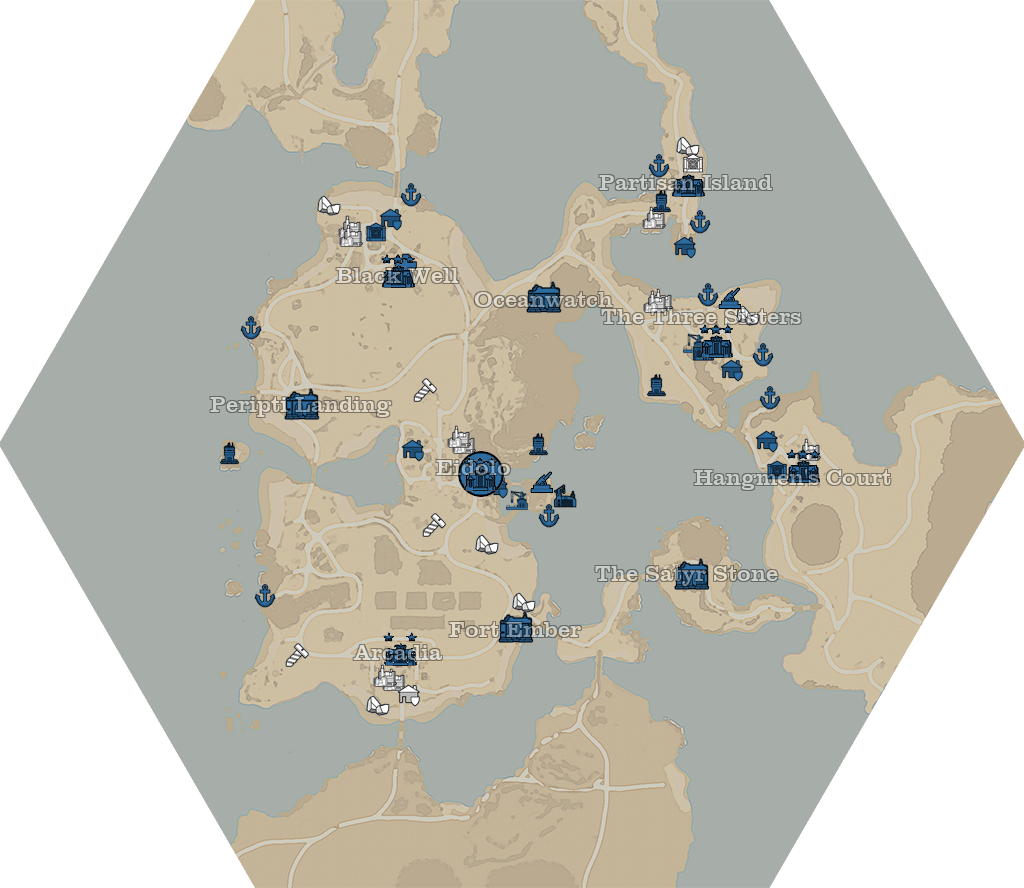 Partisan Island
Black Well
Oceanwatch
The Three Sisters
Peripti Landing
Eidolo
Hangmen's Court
The Satyr Stone
Fort Ember
Arcadia